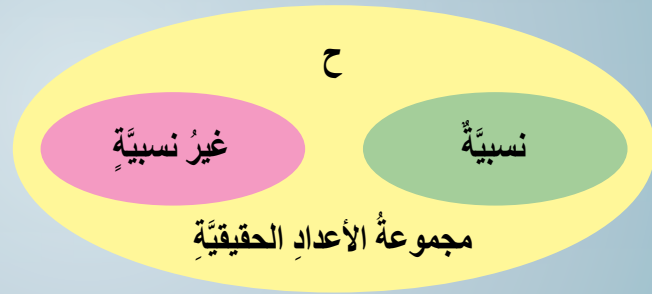 ح
نسبيَّةٌ
غيرُ نسبيَّةٍ
مجموعةُ الأعدادِ الحقيقيَّةِ